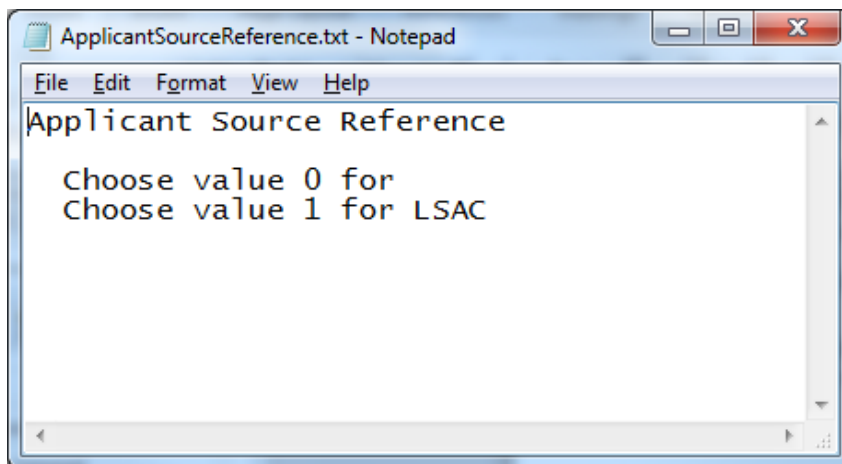 ApplicantSourceReference.txt - Notepad
File Edit Format View Help
Applicant Source Reference
Choose value 0 for
Choose value 1 for LSAC